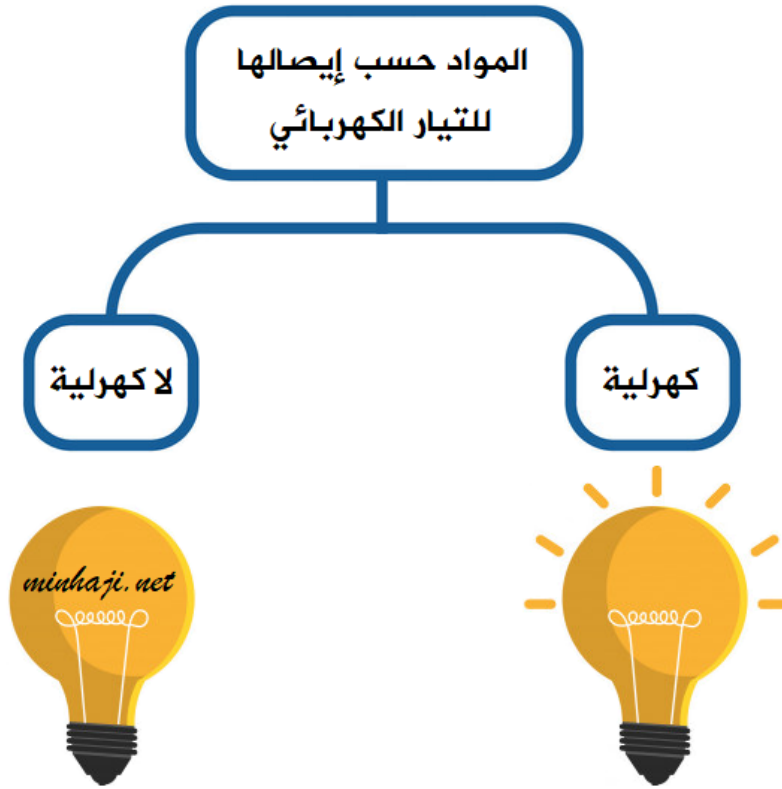 المواد حسب إيصالها
للتيار الكهربائي
كهرلية
لا كهرلية
minhaji.net